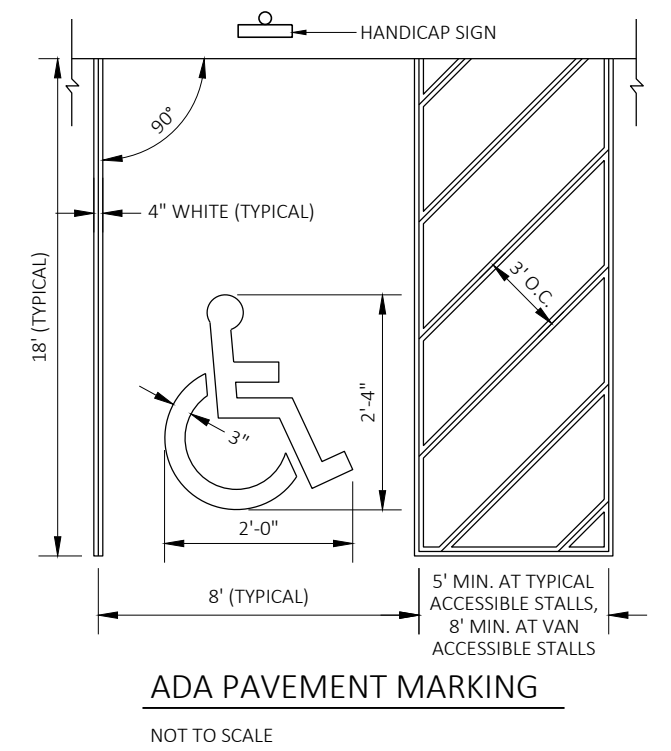 HANDICAP SIGN
90°
4" WHITE (TYPICAL)
18' (TYPICAL)
3' O.C.
2'-4"
3"
2'-0"
8' (TYPICAL)
5' MIN. AT TYPICAL
ACCESSIBLE STALLS,
8' MIN. AT VAN
ACCESSIBLE STALLS
ADA PAVEMENT MARKING
NOT TO SCALE